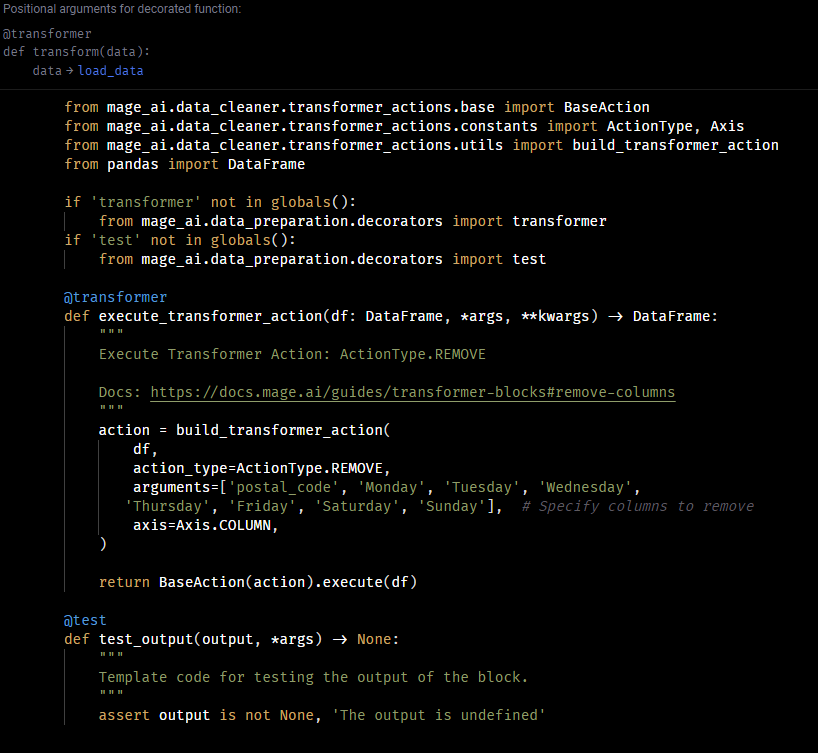 Positional arguments for decorated function:
@transformer
def transform(data):
    data → load_data
from mage_ai.data_cleaner.transformer_actions.base import BaseAction
from mage_ai.data_cleaner.transformer_actions.constants import ActionType, Axis
from mage_ai.data_cleaner.transformer_actions.utils import build_transformer_action
from pandas import DataFrame

if 'transformer' not in globals():
    from mage_ai.data_preparation.decorators import transformer
if 'test' not in globals():
    from mage_ai.data_preparation.decorators import test

@transformer
def execute_transformer_action(df: DataFrame, *args, **kwargs) → DataFrame:
    """
    Execute Transformer Action: ActionType.REMOVE

    Docs: https://docs.mage.ai/guides/transformer-blocks#remove-columns
    """
    action = build_transformer_action(
        df,
        action_type=ActionType.REMOVE,
        arguments=['postal_code', 'Monday', 'Tuesday', 'Wednesday',
       'Thursday', 'Friday', 'Saturday', 'Sunday'],  # Specify columns to remove
        axis=Axis.COLUMN,
    )

    return BaseAction(action).execute(df)

@test
def test_output(output, *args) → None:
    """
    Template code for testing the output of the block.
    """
    assert output is not None, 'The output is undefined'